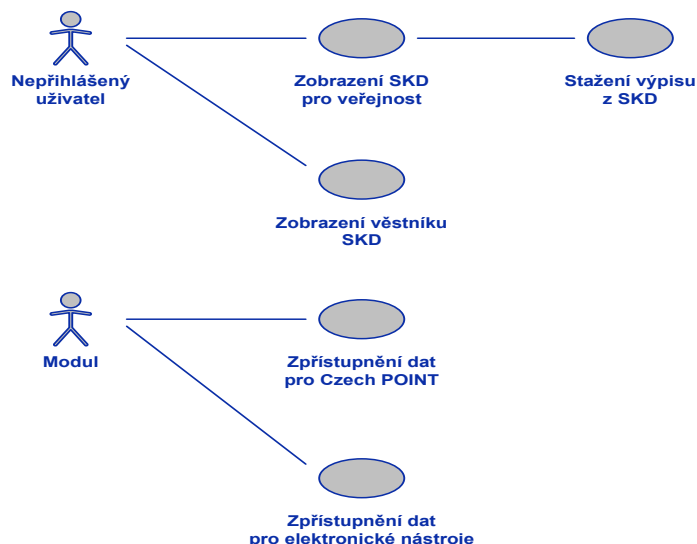 Nepřihlášený
uživatel
Zobrazení SKD
pro veřejnost
Stažení výpisu
z SKD
Zobrazení věstníku
SKD
Modul
Zpřístupnění dat
pro Czech POINT
Zpřístupnění dat
pro elektronické nástroje